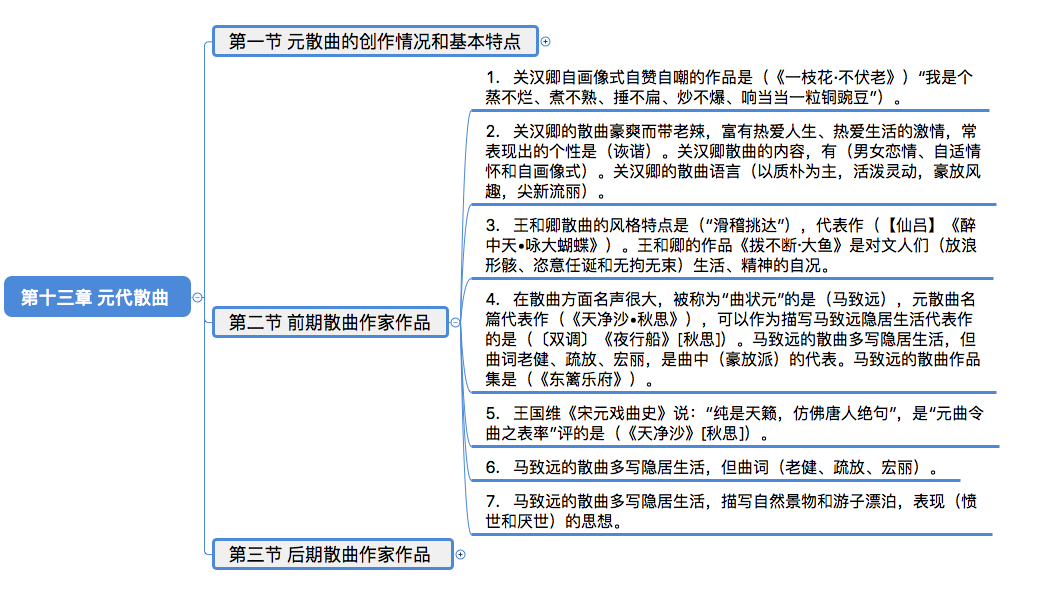 第十三章 元代散曲
第一节 元散曲的创作情况和基本特点
第二节 前期散曲作家作品
1. 关汉卿自画像式自赞自嘲的作品是（《一枝花·不伏老》）“我是个
蒸不烂、煮不熟、捶不扁、炒不爆、响当当一粒铜豌豆”）。
2. 关汉卿的散曲豪爽而带老辣，富有热爱人生、热爱生活的激情，常
表现出的个性是（诙谐）。关汉卿散曲的内容，有（男女恋情、自适情
怀和自画像式）。关汉卿的散曲语言（以质朴为主，活泼灵动，豪放风
趣，尖新流丽）。
3. 王和卿散曲的风格特点是（“滑稽挑达”），代表作（【仙吕】《醉
中天•咏大蝴蝶》）。王和卿的作品《拨不断·大鱼》是对文人们（放浪
形骸、恣意任诞和无拘无束）生活、精神的自况。
4. 在散曲方面名声很大，被称为“曲状元”的是（马致远），元散曲名
篇代表作（《天净沙•秋思》），可以作为描写马致远隐居生活代表作
的是（〔双调〕《夜行船》[秋思]）。马致远的散曲多写隐居生活，但
曲词老健、疏放、宏丽，是曲中（豪放派）的代表。马致远的散曲作品
集是（《东篱乐府》）。
5. 王国维《宋元戏曲史》说：“纯是天籁，仿佛唐人绝句”，是“元曲令
曲之表率”评的是（《天净沙》[秋思]）。
6. 马致远的散曲多写隐居生活，但曲词（老健、疏放、宏丽）。
7. 马致远的散曲多写隐居生活，描写自然景物和游子漂泊，表现（愤
世和厌世）的思想。
第三节 后期散曲作家作品